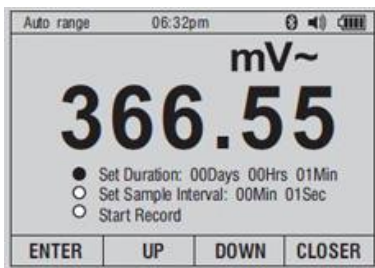 Auto range 06:32pm
mV~
366.55
Set Duration: 00Days 00Hrs 01Min
Set Sample Interval: 00Min 01Sec
Start Record
ENTER UP DOWN CLOSER